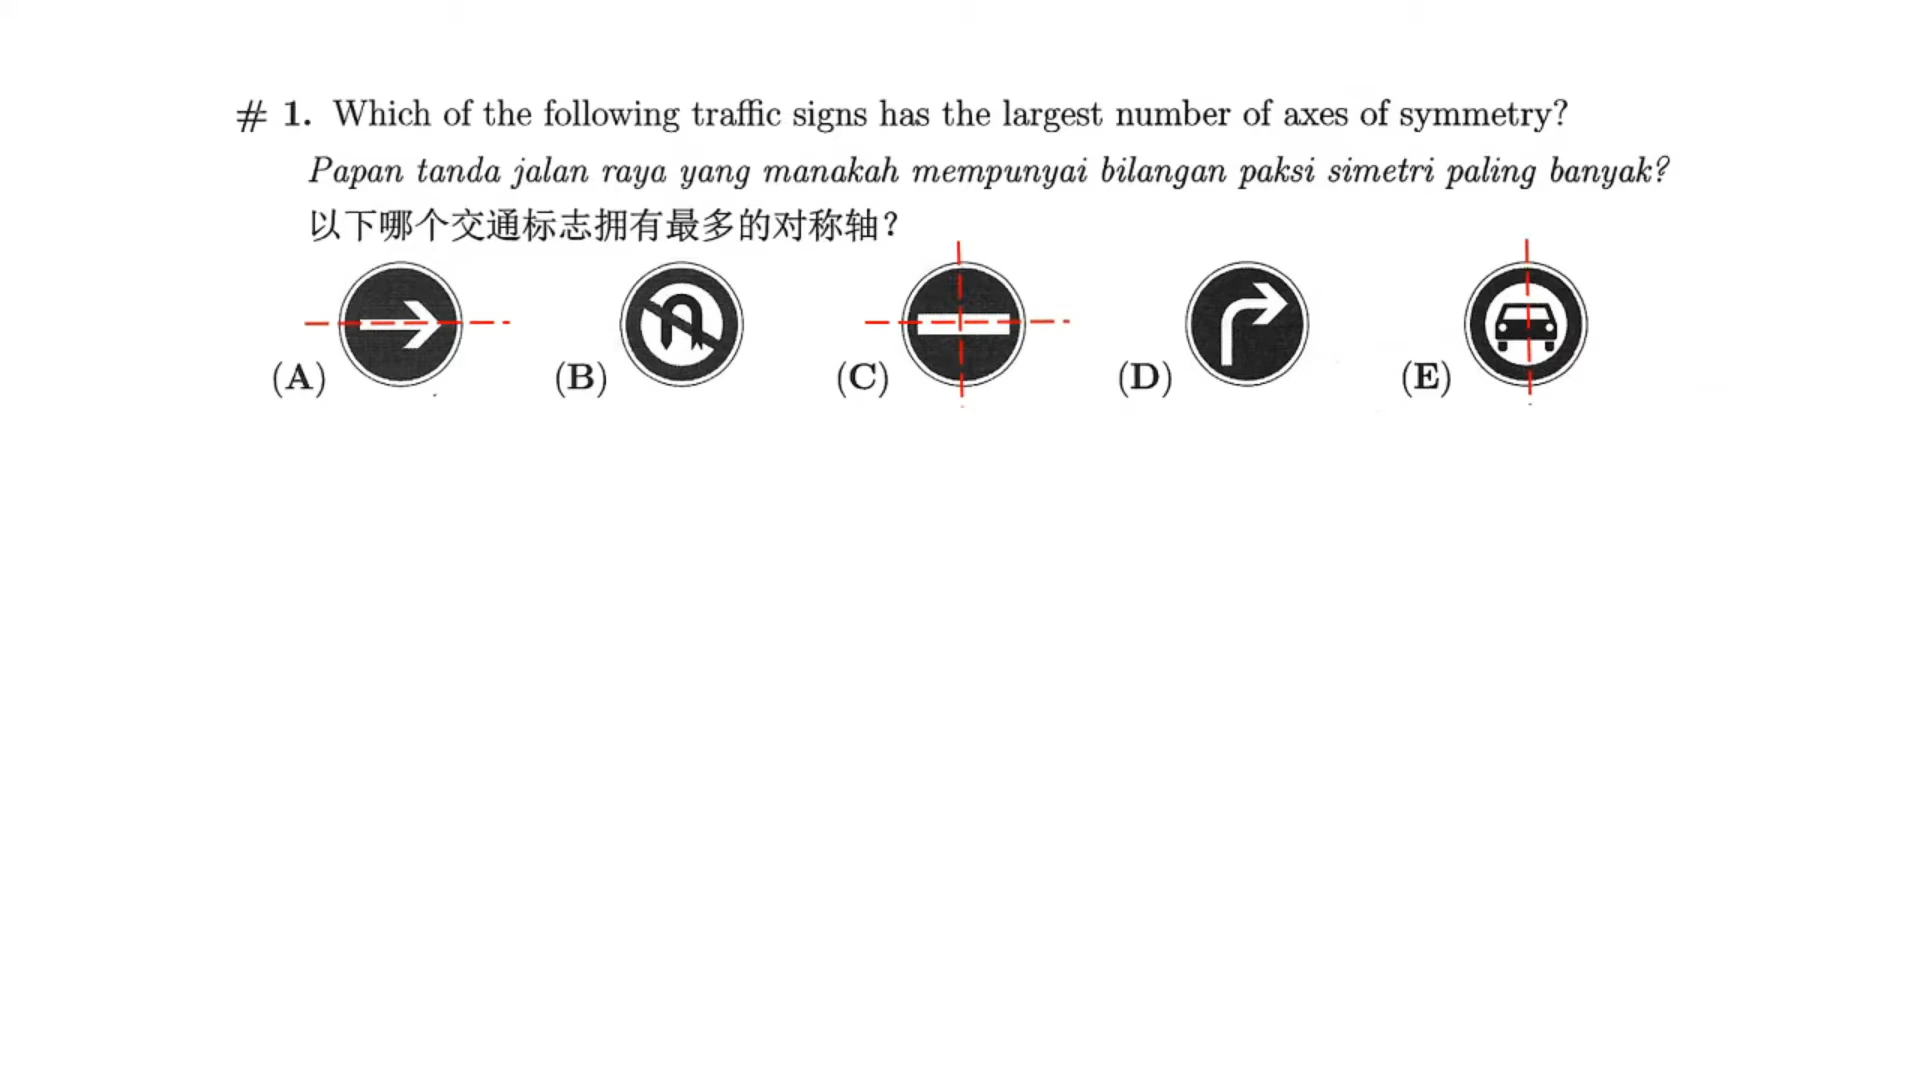 # 1. Which of the following traffic signs has the largest number of axes of symmetry?
Papan tanda jalan raya yang manakah mempunyai bilangan paksi simetri paling banyak?
以下哪个交通标志拥有最多的对称轴?
(A) (B) (C) (D) (E)